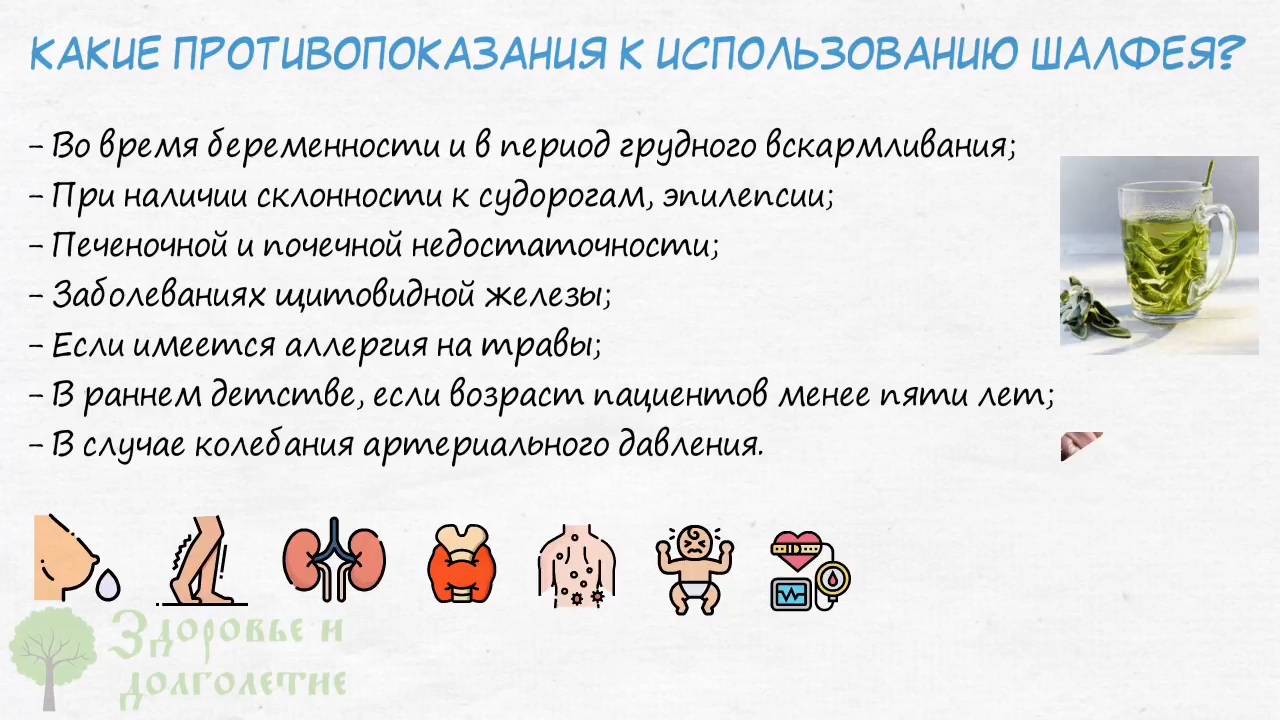 КАКИЕ ПРОТИВОПОКАЗАНИЯ К ИСПОЛЬЗОВАНИЮ ШАЛФЕЯ?
- Во время беременности и в период грудного вскармливания;
- При наличии склонности к судорогам, эпилепсии;
- Печеночной и почечной недостаточности;
- Заболеваниях щитовидной железы;
- Если имеется аллергия на травы;
- В раннем детстве, если возраст пациентов менее пяти лет;
- В случае колебания артериального давления.
Здоровье и
долголетие